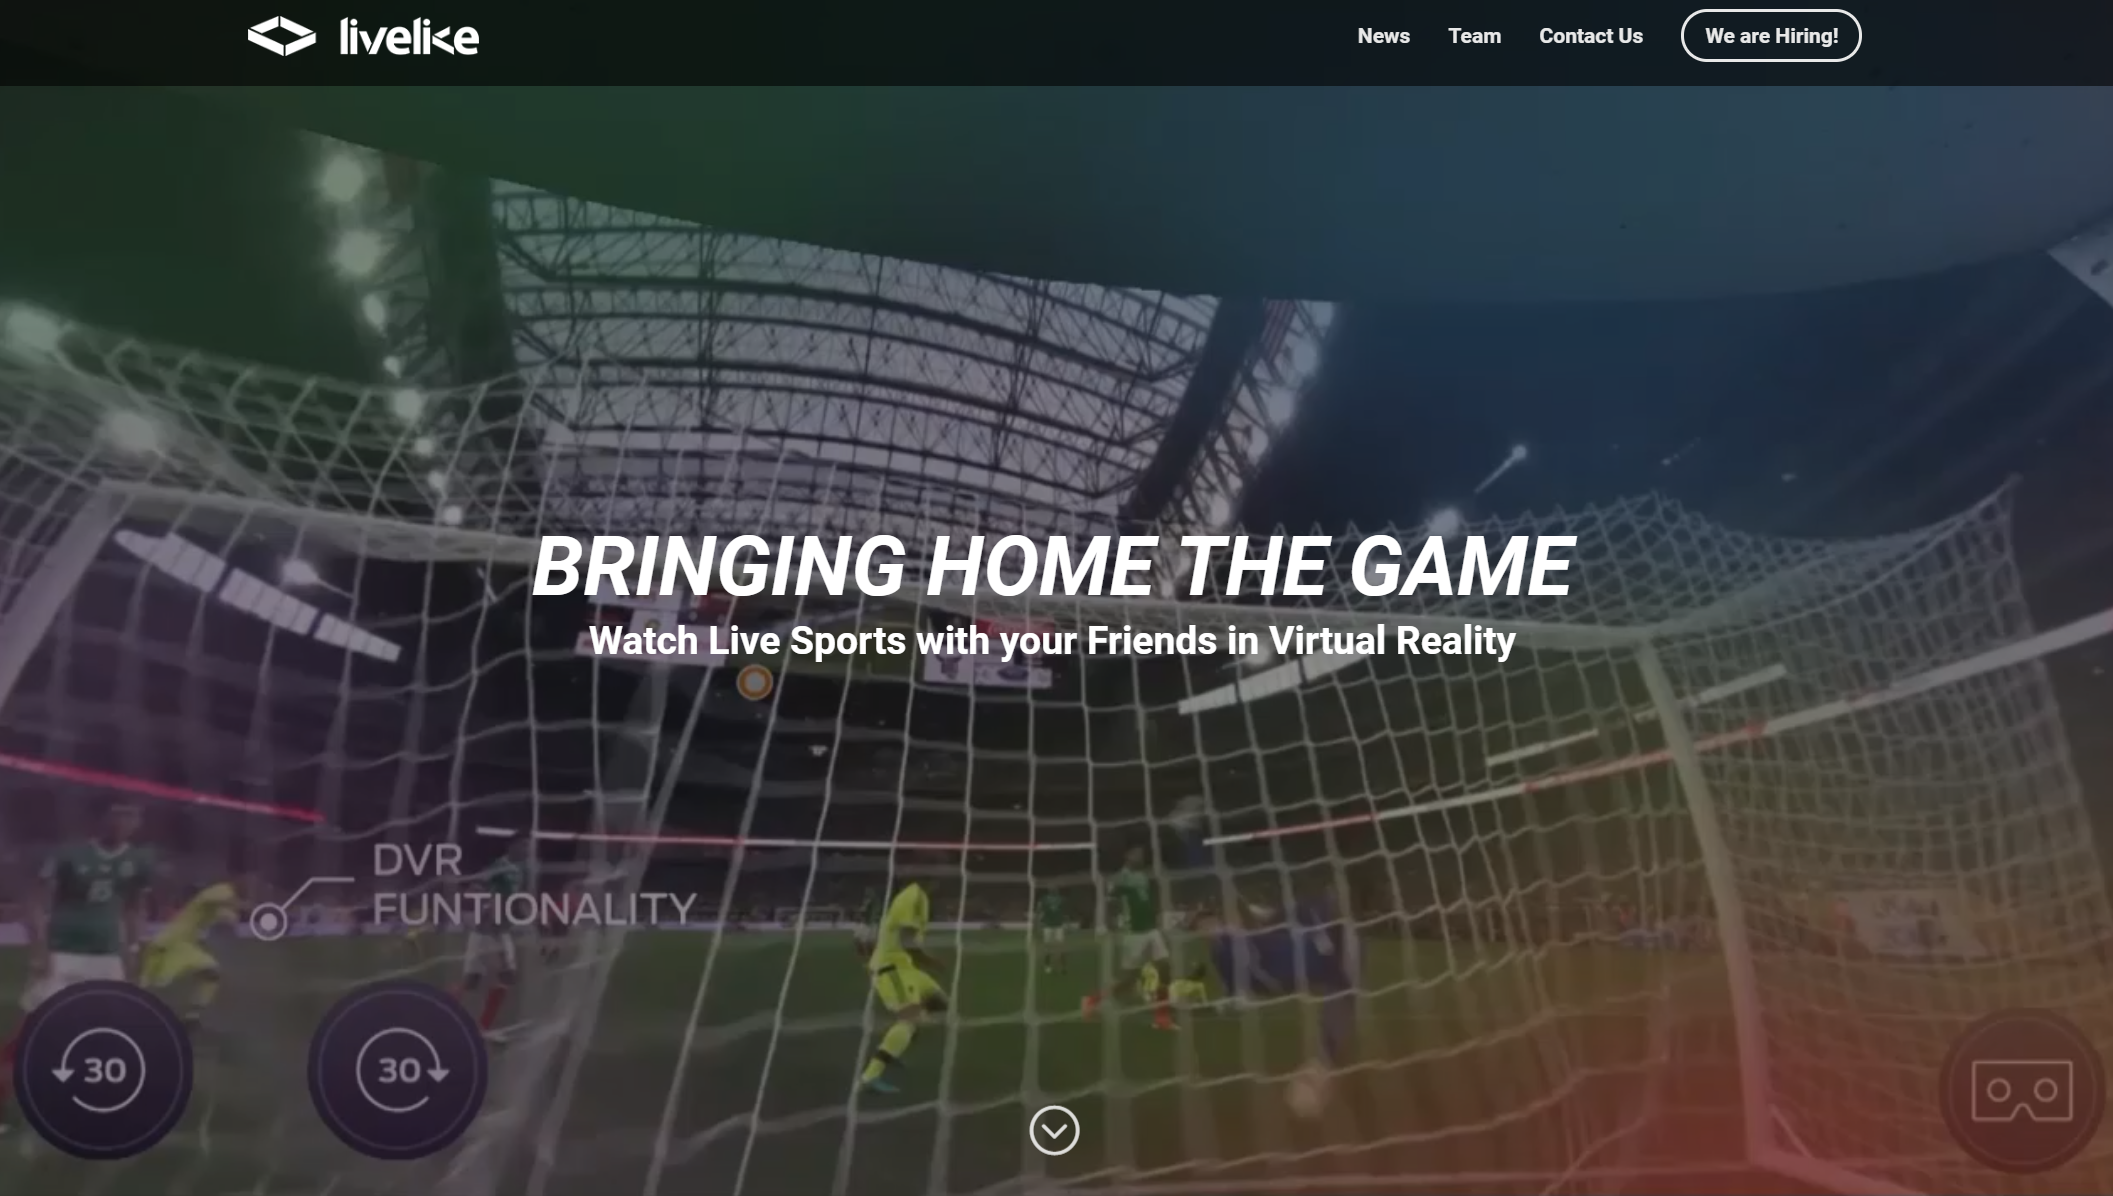 livelike
News
Team
Contact Us
We are Hiring!
BRINGING HOME THE GAME
Watch Live Sports with your Friends in Virtual Reality
DVR
FUNTIONALITY
30
30